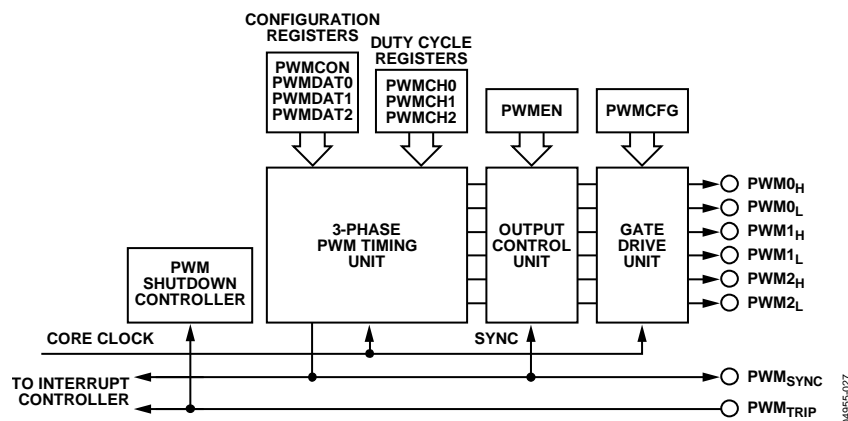 CONFIGURATION
REGISTERS
DUTY CYCLE
REGISTERS
PWMCON
PWMDAT0
PWMDAT1
PWMDAT2
PWMCH0
PWMCH1
PWMCH2
PWMEN
PWMCFG
3-PHASE
PWM TIMING
UNIT
OUTPUT
CONTROL
UNIT
GATE
DRIVE
UNIT
PWM0H
PWM0L
PWM1H
PWM1L
PWM2H
PWM2L
PWM
SHUTDOWN
CONTROLLER
CORE CLOCK
SYNC
TO INTERRUPT
CONTROLLER
PWMSYNC
PWMTRIP
04955-027